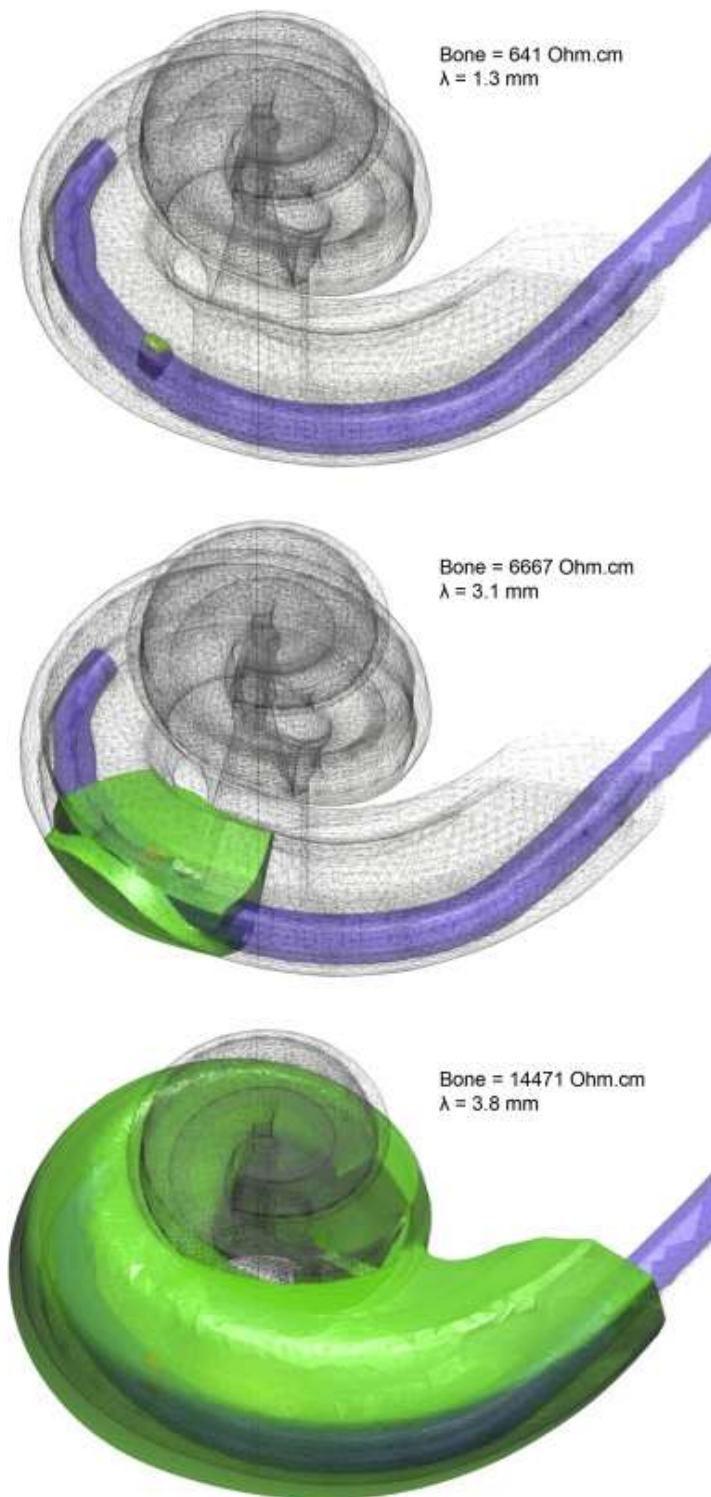 Bone = 641 Ohm.cm
λ = 1.3 mm
Bone = 6667 Ohm.cm
λ = 3.1 mm
Bone = 14471 Ohm.cm
λ = 3.8 mm